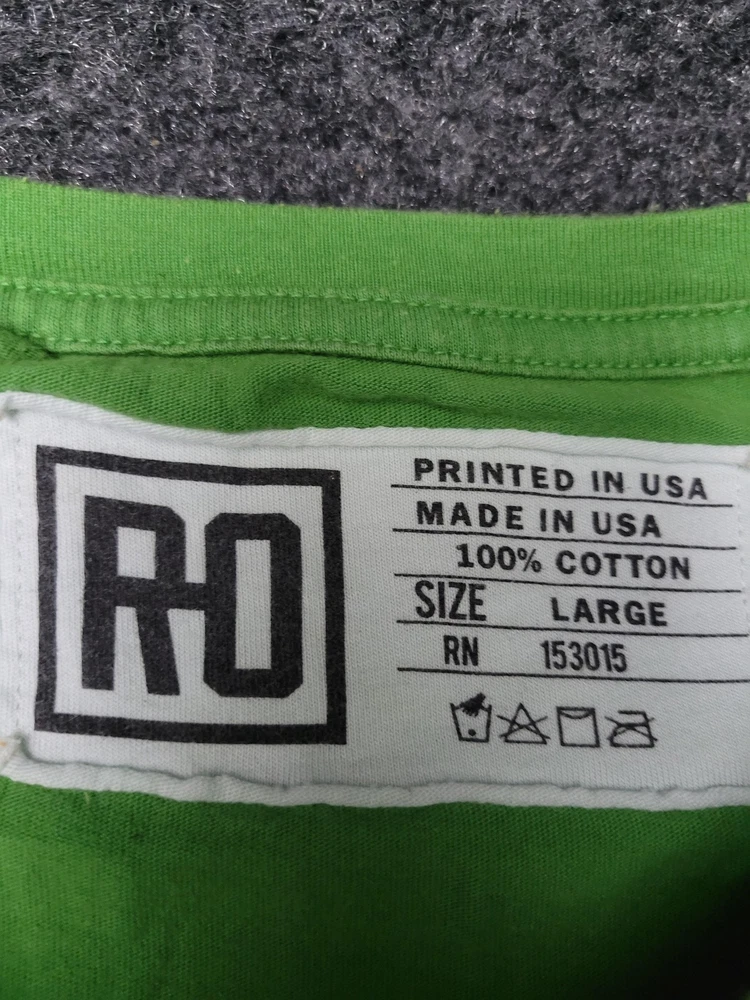 RO
PRINTED IN USA
MADE IN USA
100% COTTON
SIZE LARGE
RN 153015